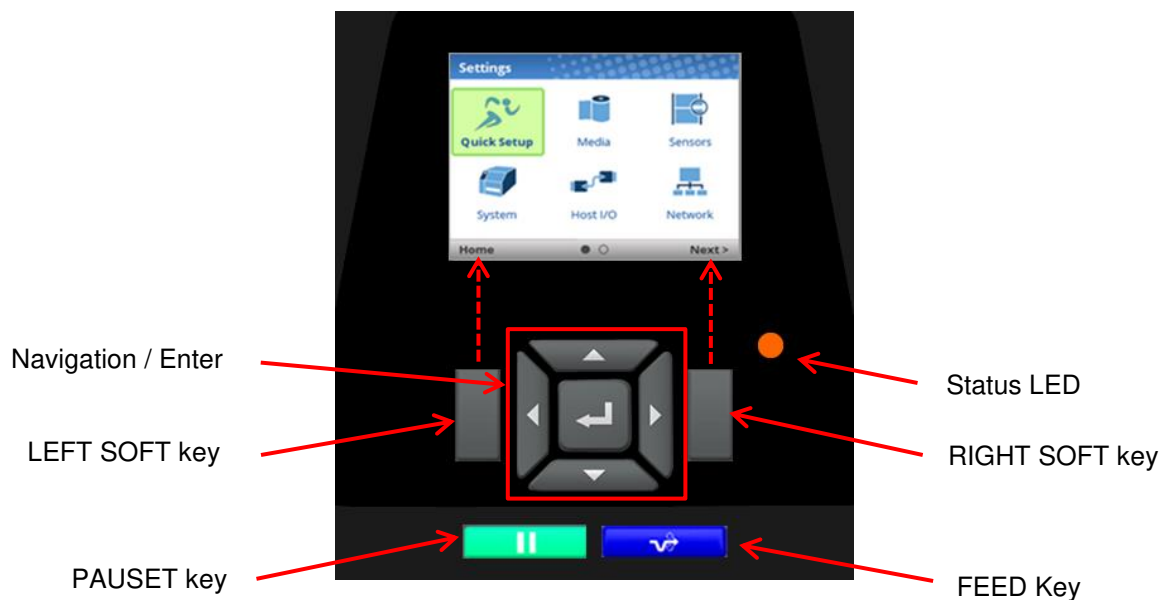 Settings
Quick Setup Media Sensors
System Host I/O Network
Home Next >
Navigation / Enter
Status LED
LEFT SOFT key
RIGHT SOFT key
PAUSET key
FEED Key